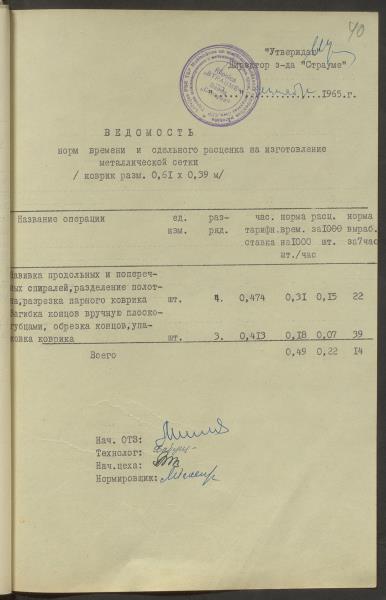 40
"Утверждаю"
Директор з-да "Страуме"
1965.г.
ВЕДОМОСТЬ
норм времени и сдельного расценка на изготовление
металлической сетки
/ коврик разм. 0,61 х 0,39 м/
Название операции ед. изм. раз- ряд. час. тарифн. ставка норма врем. на1000 шт./час расц. за1000 шт. норма выраб. за7час
Навивка продольных и попереч-
ных спиралей,разделение полот-
на,разрезка парного коврика шт. 4. 0,474 0,31 0,15 22
Загибка концов вручную плоско-
губцами, обрезка концов,упа-
ковка коврика шт. 3. 0,413 0,18 0,07 39
Всего 0,49 0,22 14
Нач. ОТЗ:
Технолог:
Нач.цеха:
Нормировщик: